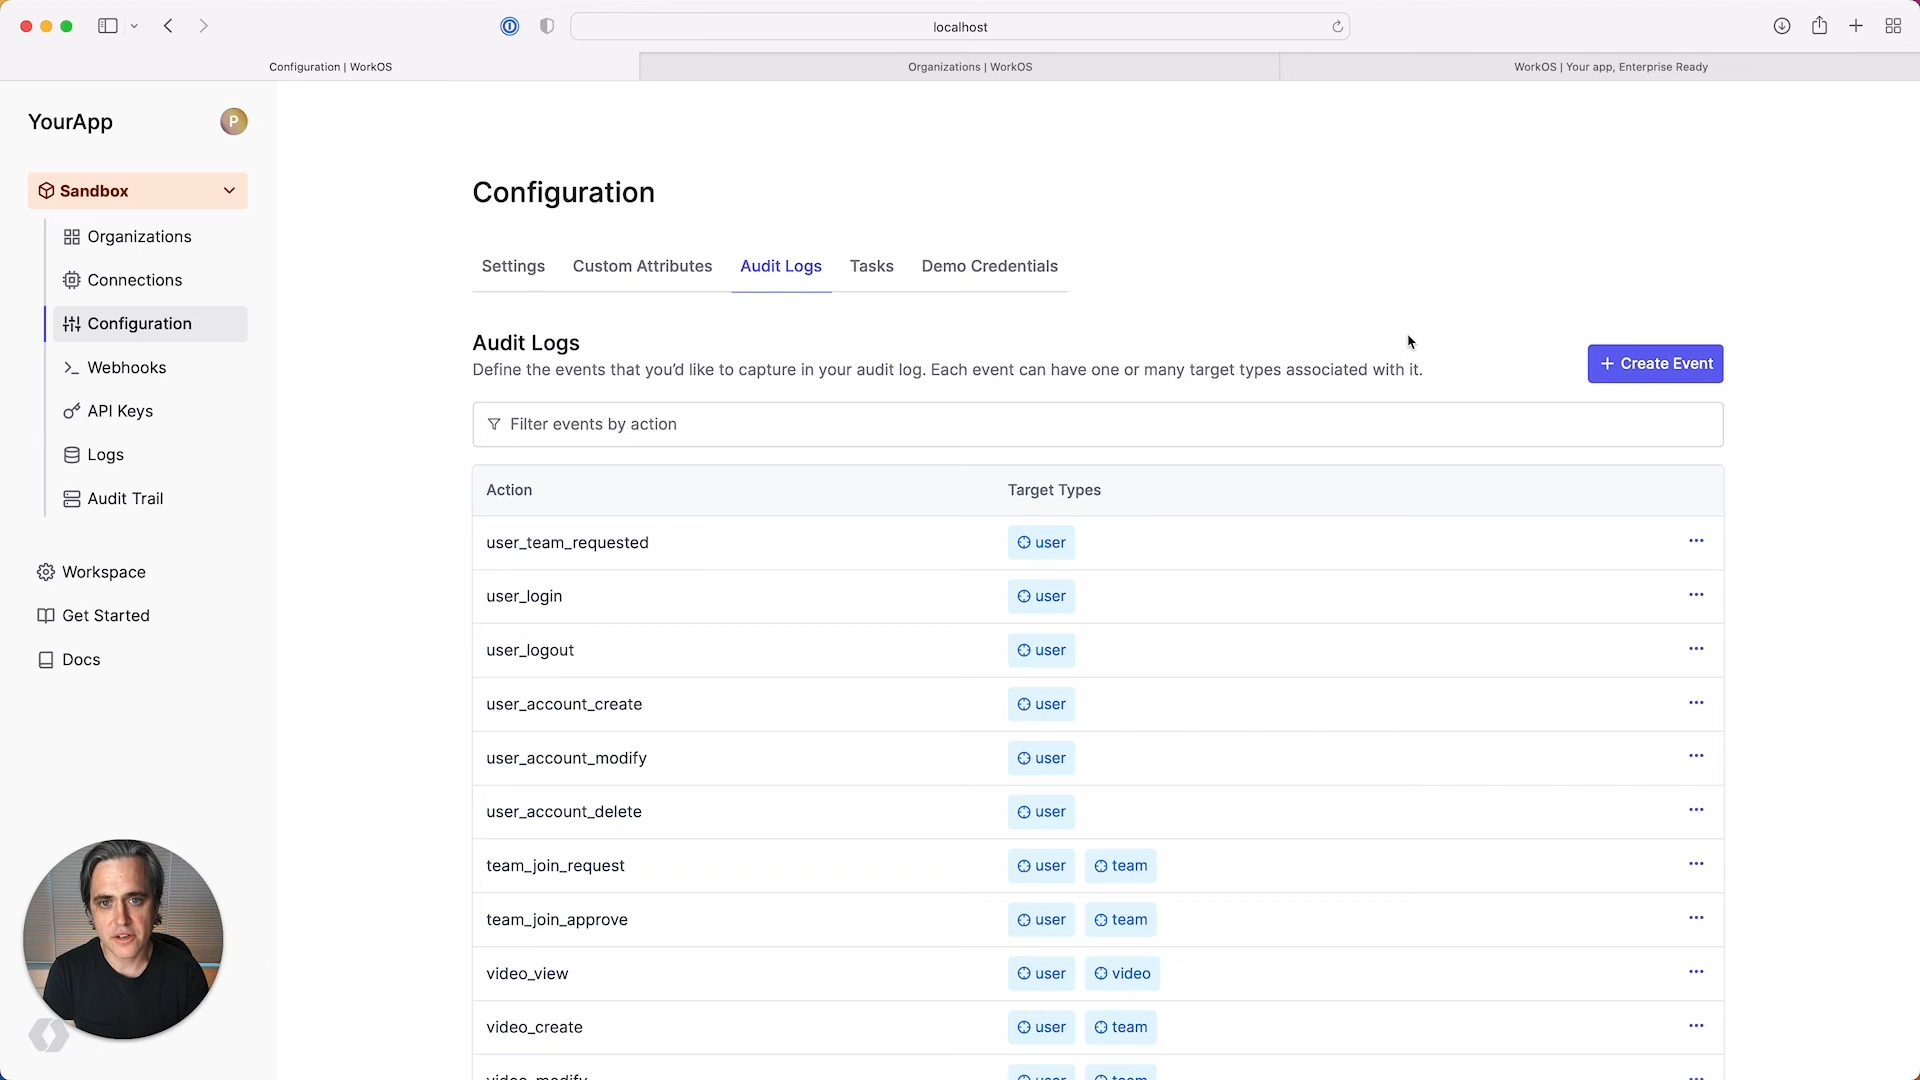 localhost
Configuration | WorkOS
Organizations | WorkOS
WorkOS | Your app, Enterprise Ready
YourApp
P
Sandbox
Organizations
Connections
Configuration
Webhooks
API Keys
Logs
Audit Trail
Workspace
Get Started
Docs
Configuration
Settings
Custom Attributes
Audit Logs
Tasks
Demo Credentials
Audit Logs
Define the events that you’d like to capture in your audit log. Each event can have one or many target types associated with it.
Create Event
Filter events by action
Action Target Types
user_team_requested user
user_login user
user_logout user
user_account_create user
user_account_modify user
user_account_delete user
team_join_request user team
team_join_approve user team
video_view user video
video_create user team
video_modify user team